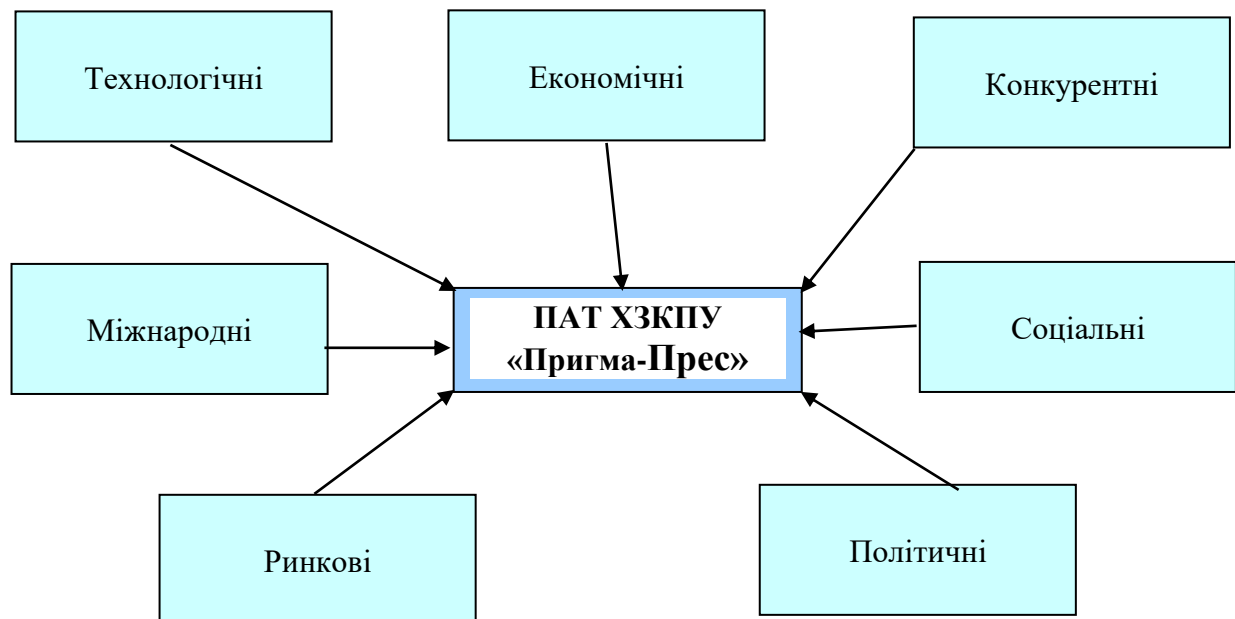 Технологічні
Економічні
Конкурентні
Міжнародні
ПАТ ХЗКПУ
«Пригма-Прес»
Соціальні
Ринкові
Політичні